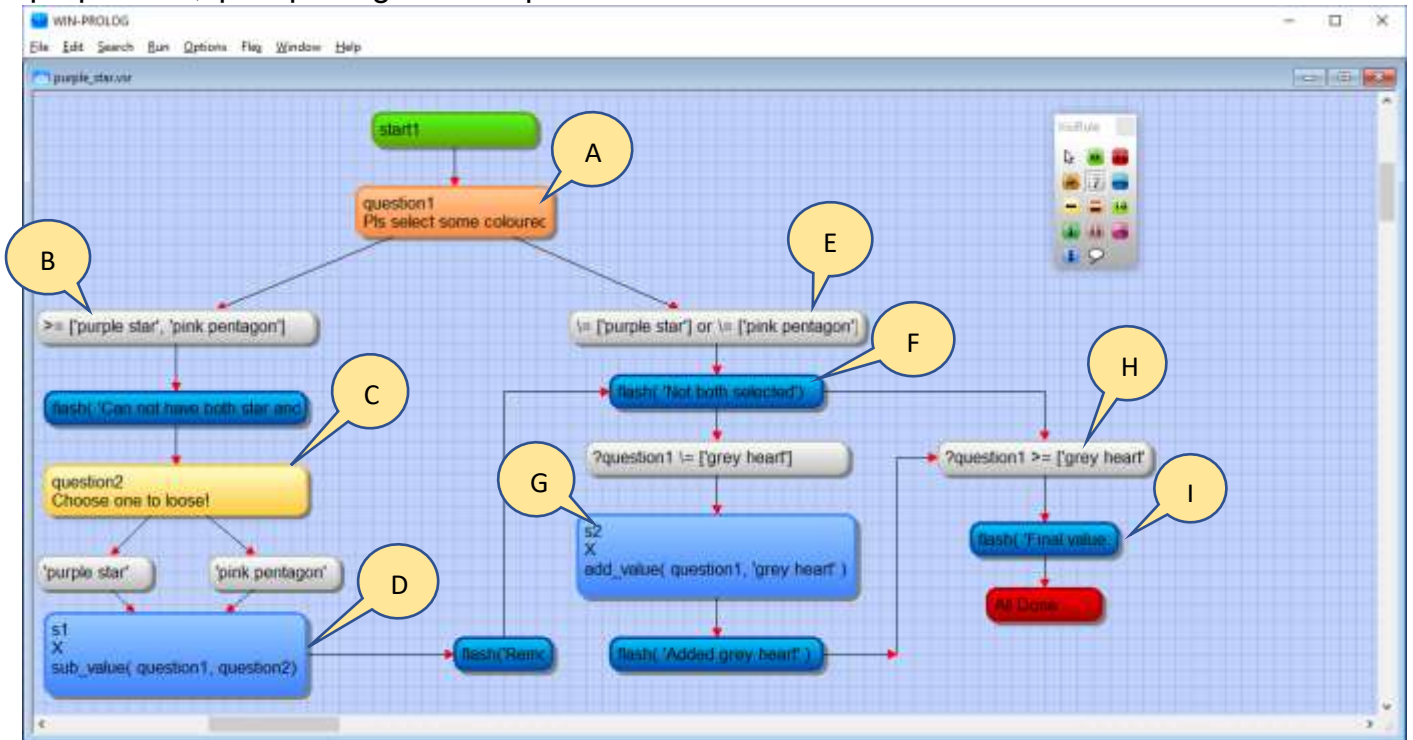 WIN-PROLOG
File Edit Search Run Options Flag Window Help
purple_star.vsr
start1
A
question1
Pls select some coloured
B
E
>= ['purple star', 'pink pentagon']
\= ['purple star'] or \= ['pink pentagon']
F
H
flash( 'Can not have both star and
C
flash( 'Not both selected')
?question1 \= ['grey heart']
?question1 >= ['grey heart'
question2
Choose one to loose!
G
I
s2
X
add_value( question1, 'grey heart' )
flash( 'Final value
'purple star'
'pink pentagon'
D
All Done
s1
X
sub_value( question1, question2)
flash('Remo
flash( 'Added grey heart' )